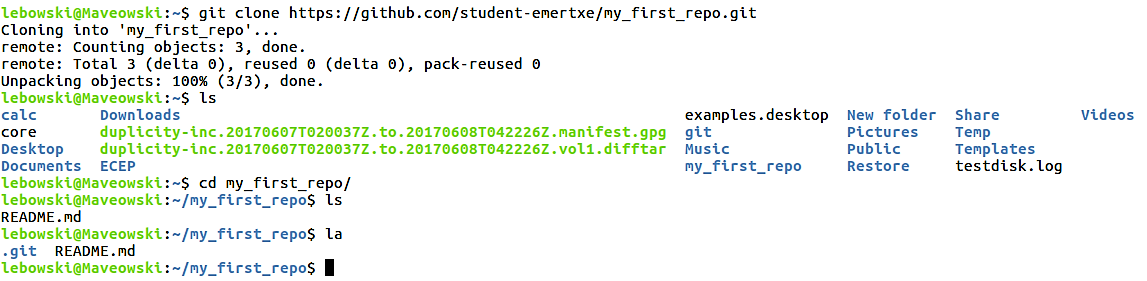 lebowski@Maveowski:~$ git clone https://github.com/student-emertxe/my_first_repo.git
Cloning into 'my_first_repo'...
remote: Counting objects: 3, done.
remote: Total 3 (delta 0), reused 0 (delta 0), pack-reused 0
Unpacking objects: 100% (3/3), done.
lebowski@Maveowski:~$ ls
calc       Downloads                                                        examples.desktop  New folder  Share      Videos
core       duplicity-inc.20170607T020037Z.to.20170608T042226Z.manifest.gpg  git               Pictures    Temp
Desktop    duplicity-inc.20170607T020037Z.to.20170608T042226Z.vol1.difftar  Music             Public      Templates
Documents  ECEP                                                             my_first_repo     Restore     testdisk.log
lebowski@Maveowski:~$ cd my_first_repo/
lebowski@Maveowski:~/my_first_repo$ ls
README.md
lebowski@Maveowski:~/my_first_repo$ la
.git  README.md
lebowski@Maveowski:~/my_first_repo$